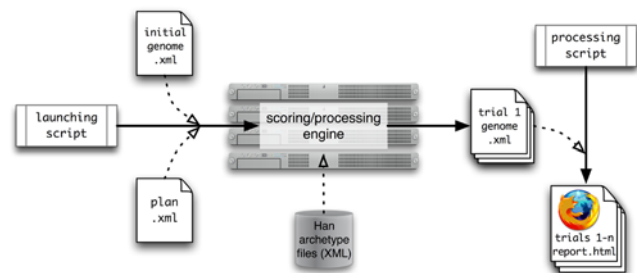 initial
genome
.xml
launching
script
plan
.xml
scoring/processing
engine
Han
archetype
files (XML)
trial 1
genome
.xml
processing
script
trials 1-n
report.html